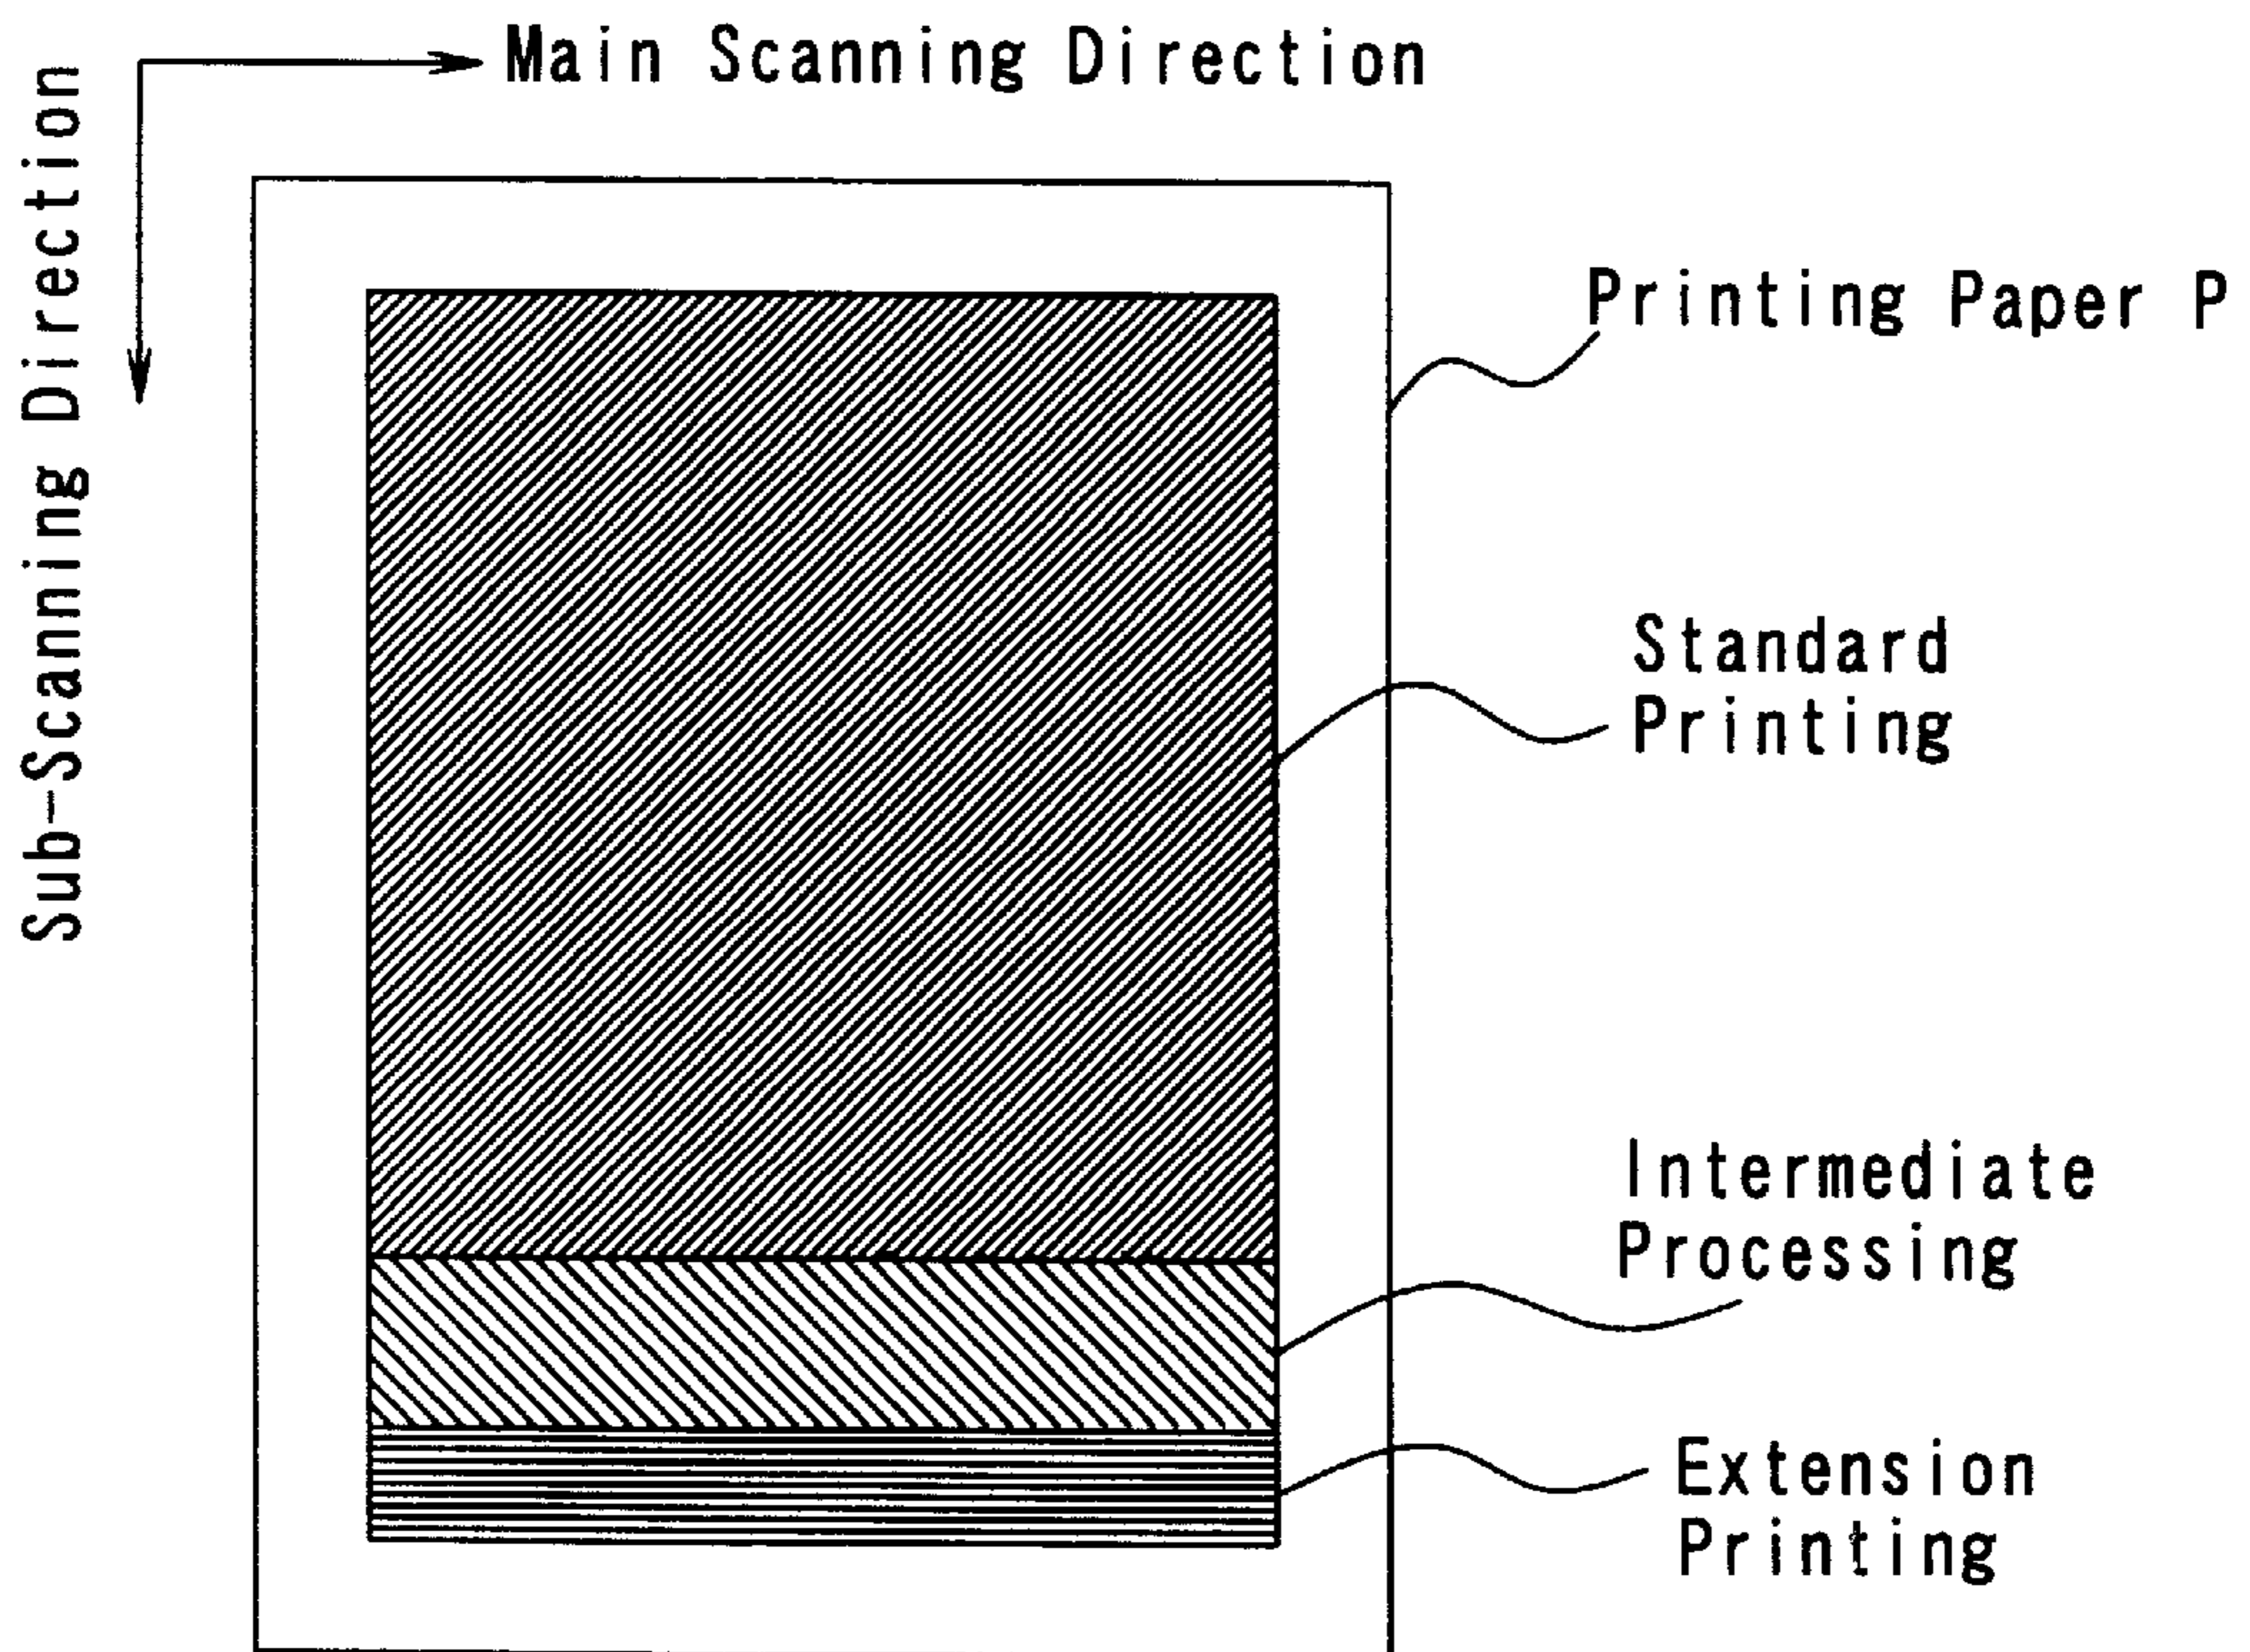 Main Scanning Direction
Sub-Scanning Direction
Printing Paper P
Standard
Printing
Intermediate
Processing
Extension
Printing